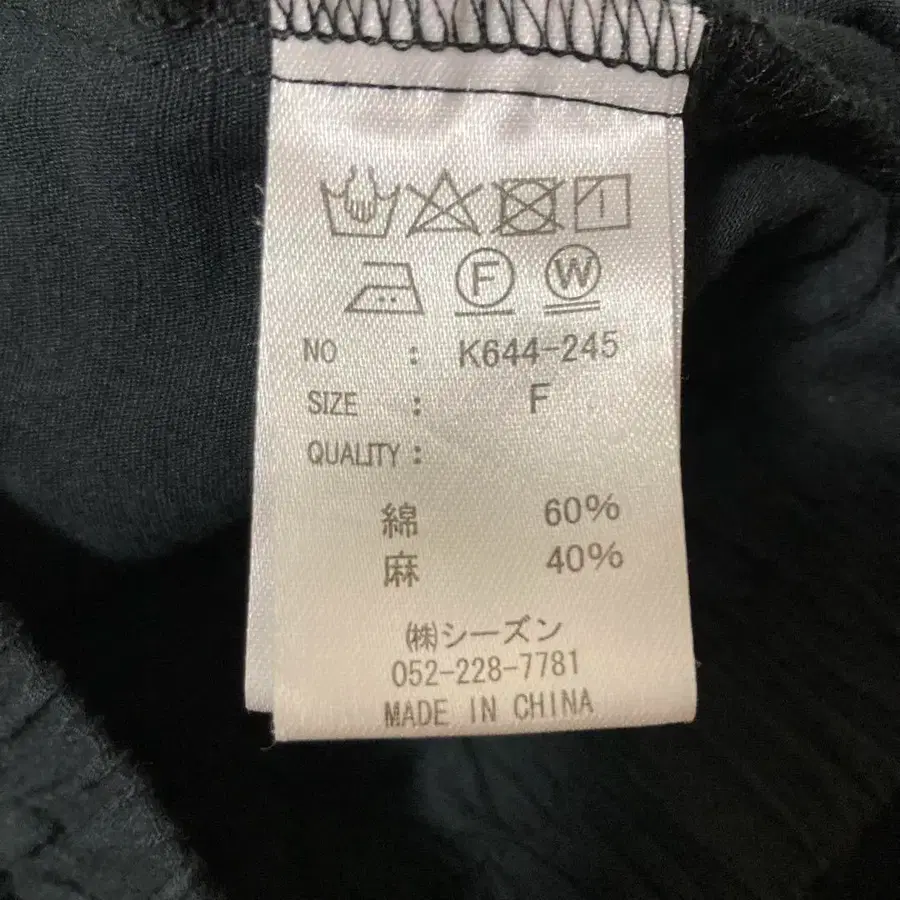 F W
NO : K644-245
SIZE : F
QUALITY :
綿 60%
麻 40%
㈱シーズン
052-228-7781
MADE IN CHINA